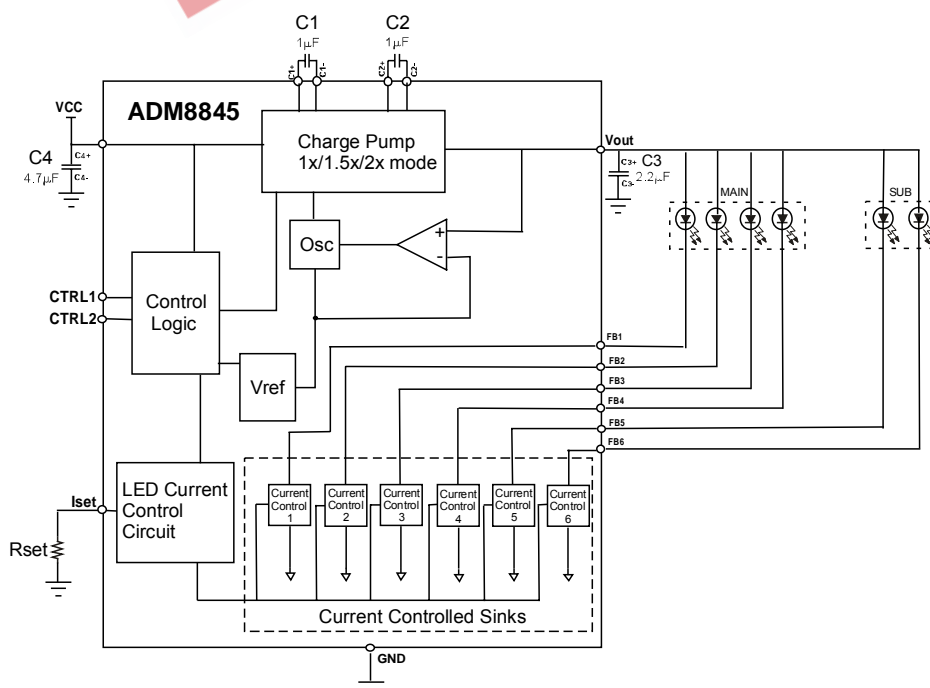 C1
1µF
C2
1µF
C1+
C1-
C2+
C2-
ADM8845
VCC
C4
4.7µF
C4+
C4-
Charge Pump
1x/1.5x/2x mode
Vout
C3+
C3-
C3
2.2µF
MAIN
SUB
Osc
+
-
CTRL1
CTRL2
Control
Logic
Vref
FB1
FB2
FB3
FB4
FB5
FB6
Iset
Rset
LED Current
Control
Circuit
Current
Control
1
Current
Control
2
Current
Control
3
Current
Control
4
Current
Control
5
Current
Control
6
Current Controlled Sinks
GND